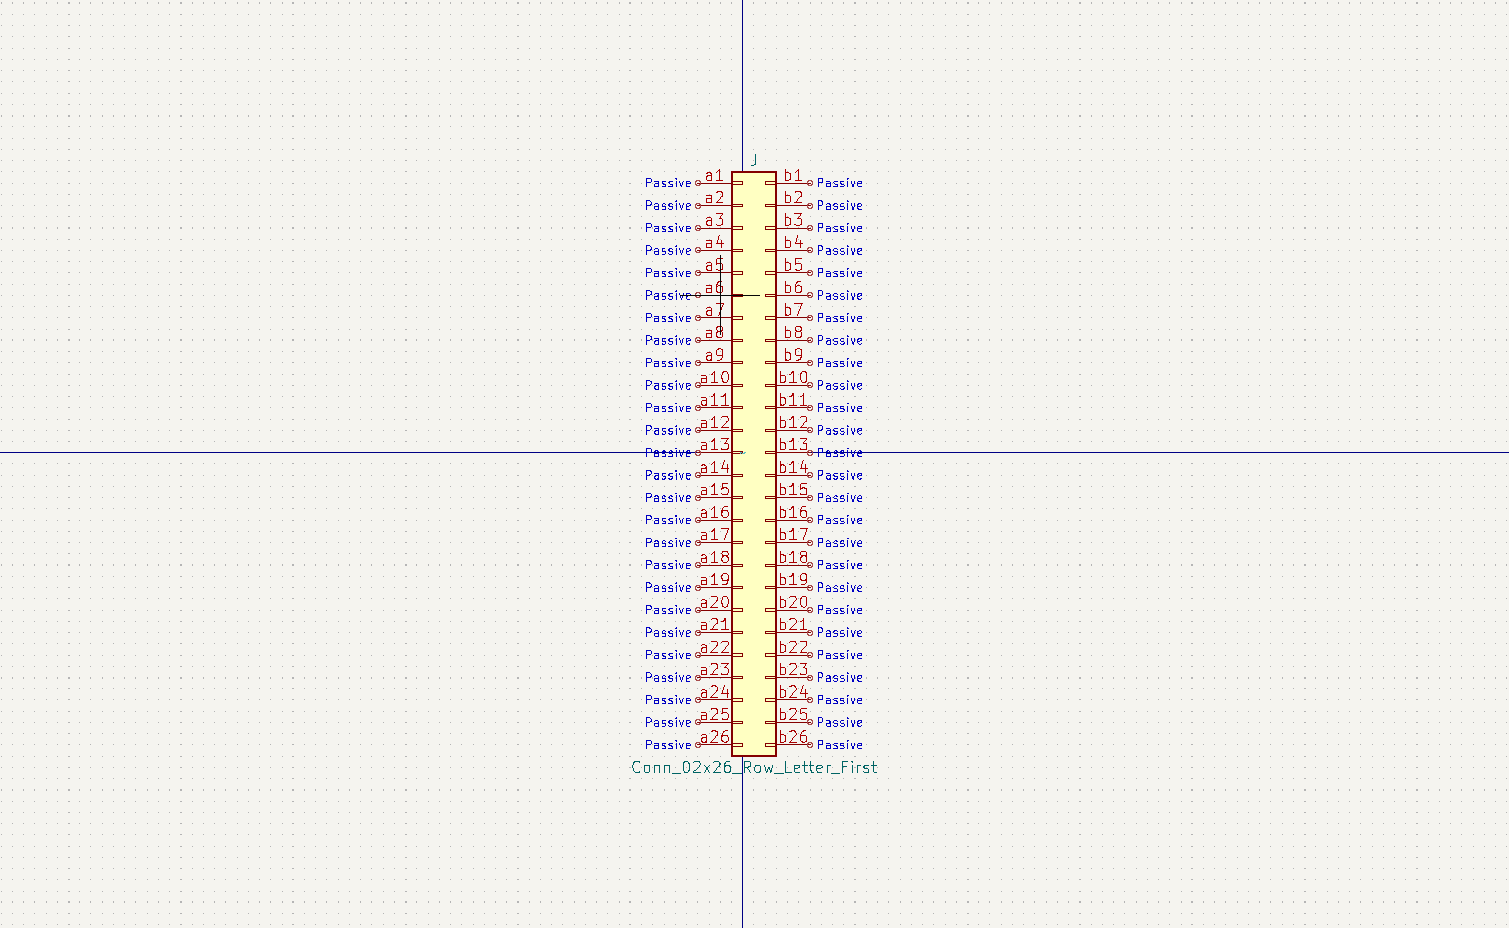 J
Passive a1 b1 Passive
Passive a2 b2 Passive
Passive a3 b3 Passive
Passive a4 b4 Passive
Passive a5 b5 Passive
Passive a6 b6 Passive
Passive a7 b7 Passive
Passive a8 b8 Passive
Passive a9 b9 Passive
Passive a10 b10 Passive
Passive a11 b11 Passive
Passive a12 b12 Passive
Passive a13 b13 Passive
Passive a14 b14 Passive
Passive a15 b15 Passive
Passive a16 b16 Passive
Passive a17 b17 Passive
Passive a18 b18 Passive
Passive a19 b19 Passive
Passive a20 b20 Passive
Passive a21 b21 Passive
Passive a22 b22 Passive
Passive a23 b23 Passive
Passive a24 b24 Passive
Passive a25 b25 Passive
Passive a26 b26 Passive
Conn_02x26_Row_Letter_First